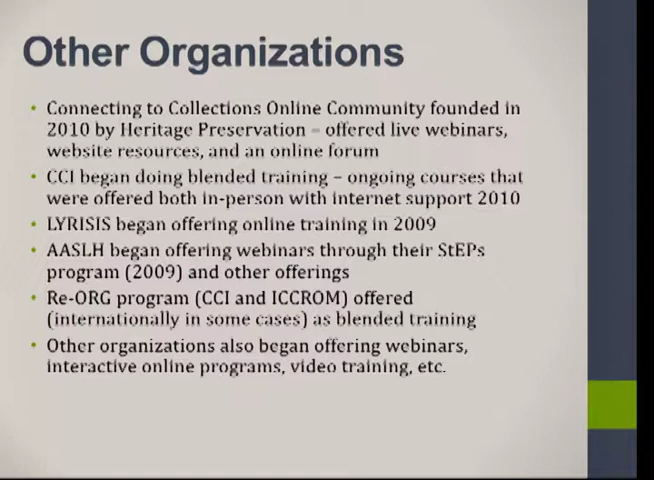 Other Organizations
• Connecting to Collections Online Community founded in
2010 by Heritage Preservation – offered live webinars,
website resources, and an online forum
• CCI began doing blended training – ongoing courses that
were offered both in-person with internet support 2010
• LYRISIS began offering online training in 2009
• AASLH began offering webinars through their StEPs
program (2009) and other offerings
• Re-ORG program (CCI and ICCROM) offered
(internationally in some cases) as blended training
• Other organizations also began offering webinars,
interactive online programs, video training, etc.